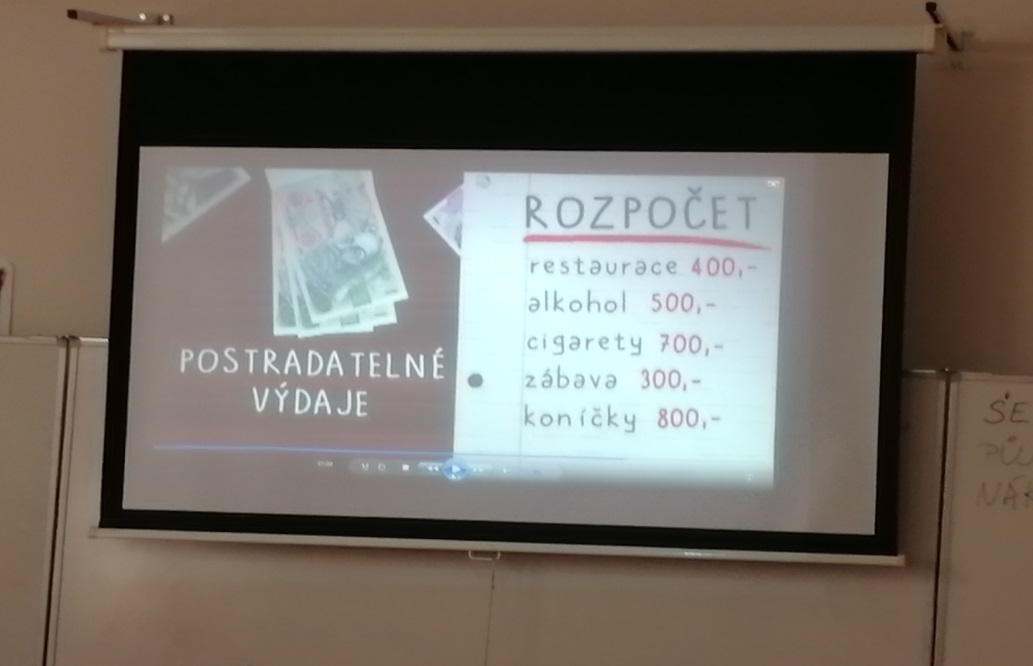 POSTRADATELNÉ
VÝDAJE
ROZPOČET
restaurace 400,-
alkohol 500,-
cigarety 700,-
zábava 300,-
koníčky 800,-